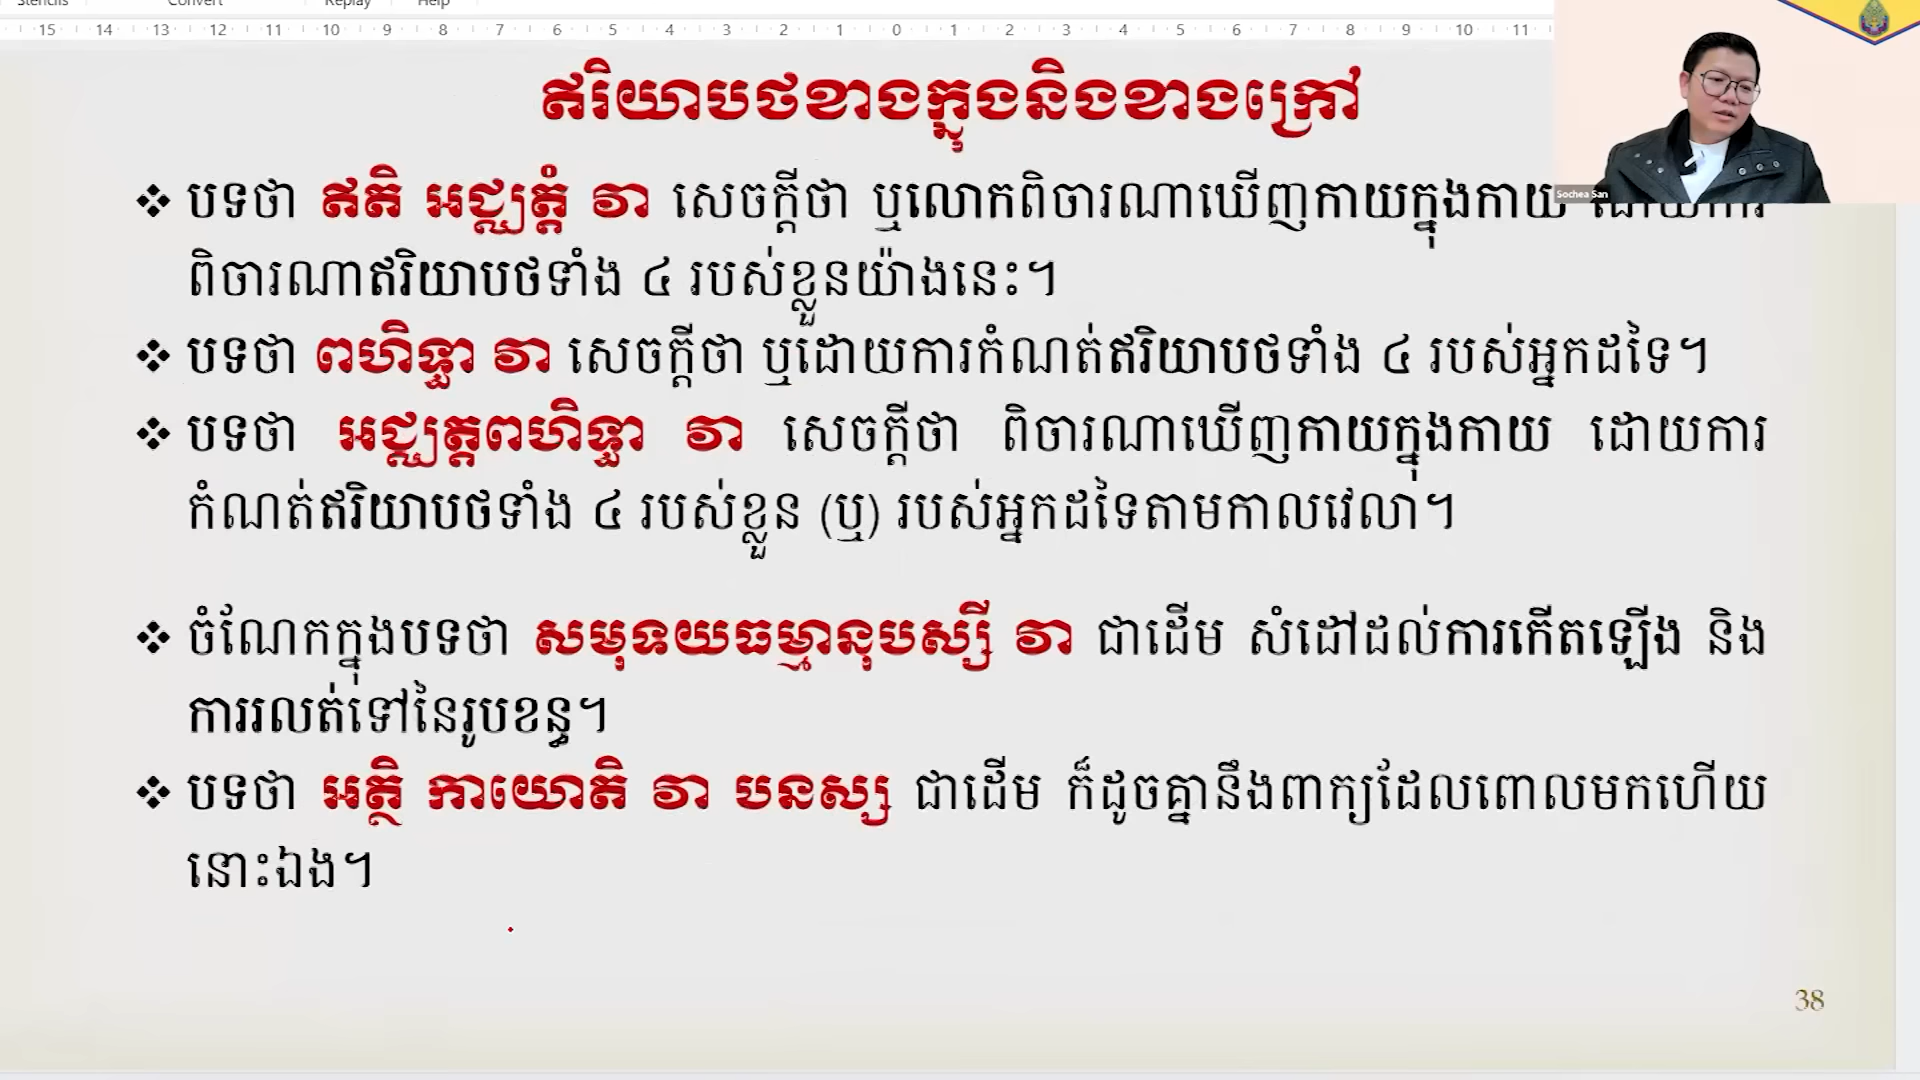 Stencils Convert Replay Help
15 14 13 12 11 10 9 8 7 6 5 4 3 2 1 0 1 2 3 4 5 6 7 8 9 10 11
ឥរិយាបថខាងក្នុងនិងខាងក្រៅ
Sochea San
❖ បទថា ឥតិ អជ្ឈត្តំ វា សេចក្តីថា ឬលោកពិចារណាឃើញកាយក្នុងកាយ ដោយការ
ពិចារណាឥរិយាបថទាំង ៤ របស់ខ្លួនយ៉ាងនេះ។
❖ បទថា ពហិទ្ធា វា សេចក្តីថា ឬដោយការកំណត់ឥរិយាបថទាំង ៤ របស់អ្នកដទៃ។
❖ បទថា អជ្ឈត្តពហិទ្ធា វា សេចក្តីថា ពិចារណាឃើញកាយក្នុងកាយ ដោយការ
កំណត់ឥរិយាបថទាំង ៤ របស់ខ្លួន (ឬ) របស់អ្នកដទៃតាមកាលវេលា។
❖ ចំណែកក្នុងបទថា សមុទយធម្មានុបស្សី វា ជាដើម សំដៅដល់ការកើតឡើង និង
ការរលត់ទៅនៃរូបខន្ធ។
❖ បទថា អត្ថិ កាយោតិ វា បនស្ស ជាដើម ក៏ដូចគ្នានឹងពាក្យដែលពោលមកហើយ
នោះឯង។
38